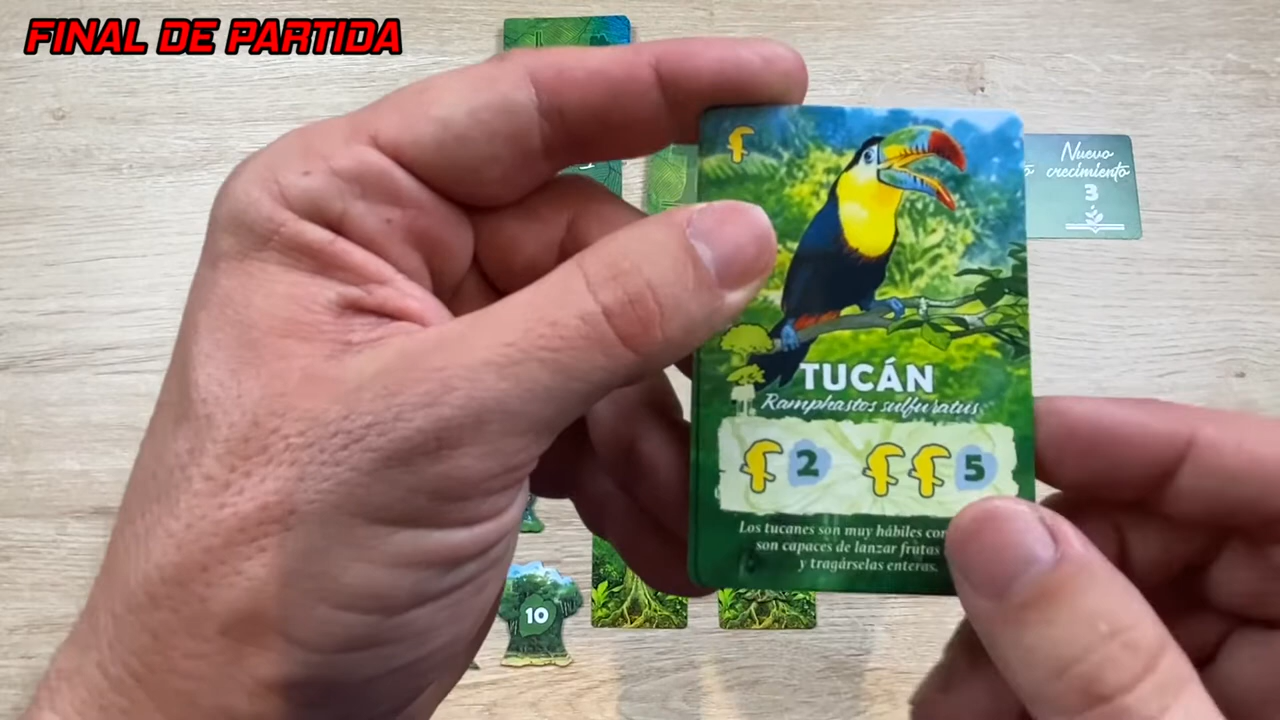 FINAL DE PARTIDA
Nuevo
crecimiento
3
TUCÁN
Ramphastos sulfuratus
2 5
Los tucanes son muy hábiles
son capaces de lanzar frutas
y tragárselas enteras.
10